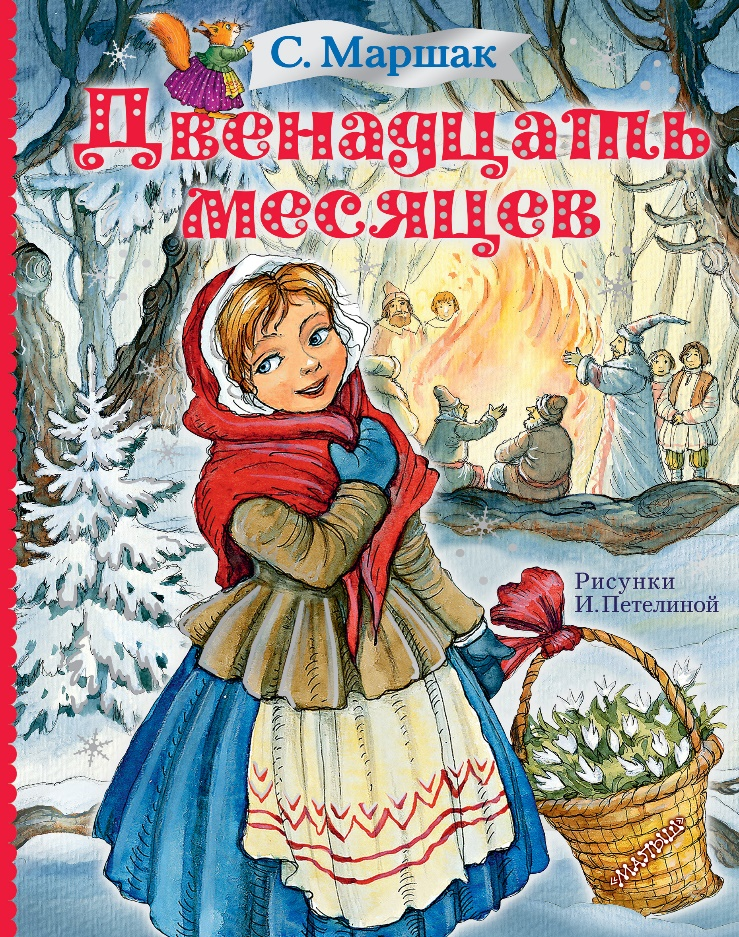 С. Маршак
Двенадцать
месяцев
Рисунки
И.Петелиной
«МАЛЫШ»